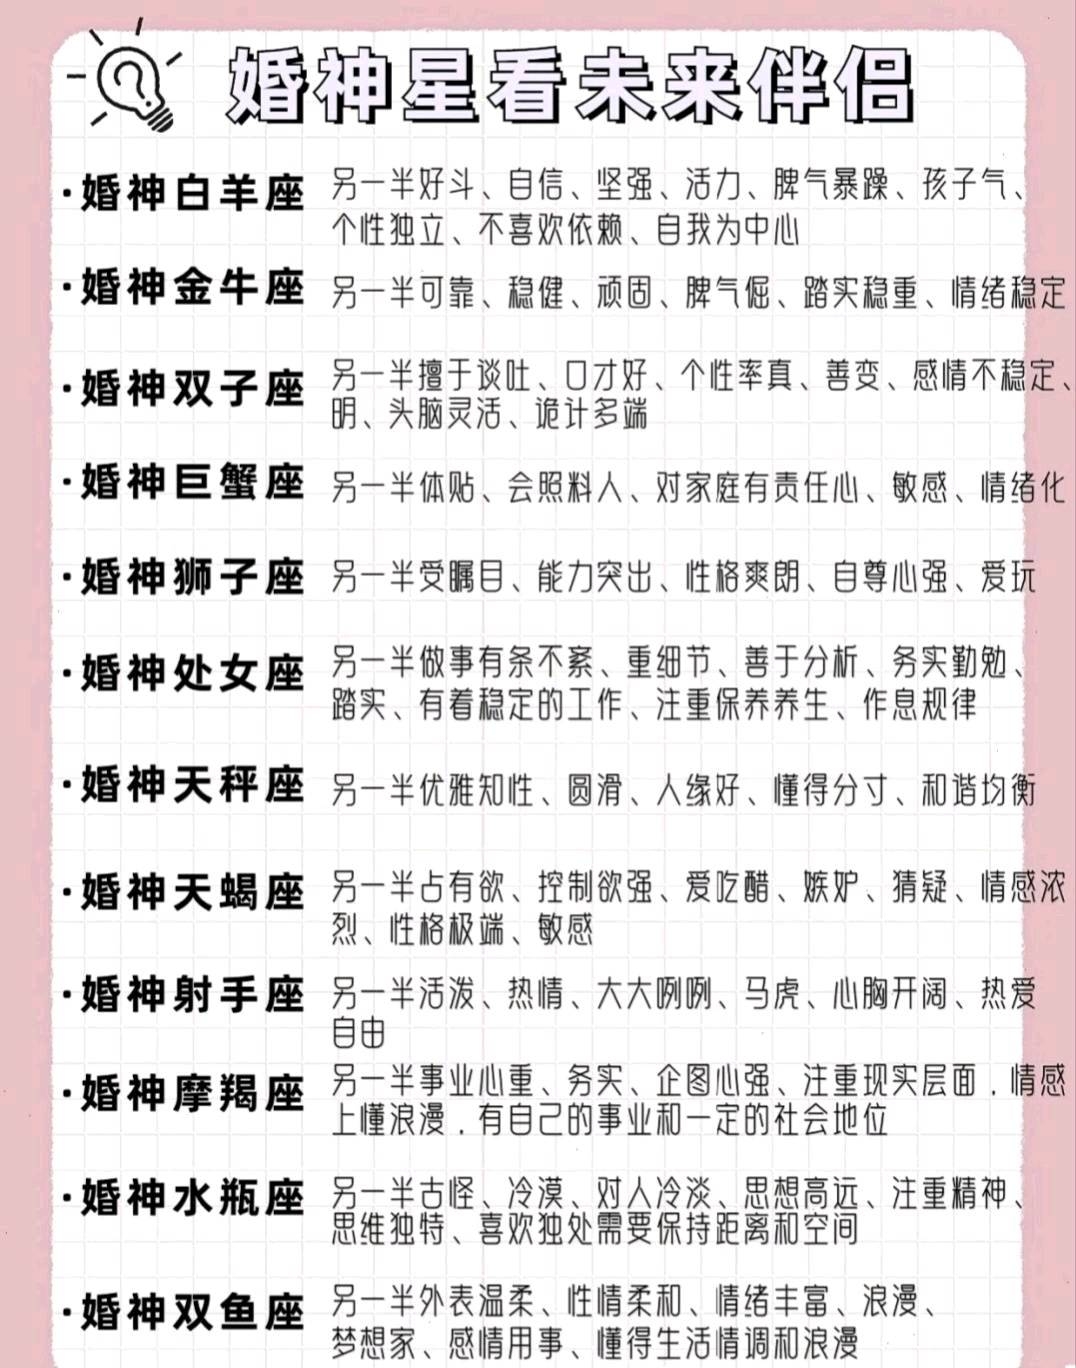 婚神星看未来伴侣
·婚神白羊座 另一半好斗、自信、坚强、活力、脾气暴躁、孩子气、
个性独立、不喜欢依赖、自我为中心
·婚神金牛座 另一半可靠、稳健、顽固、脾气倔、踏实稳重、情绪稳定
·婚神双子座 另一半擅于谈吐、口才好、个性率真、善变、感情不稳定、
明、头脑灵活、诡计多端
·婚神巨蟹座 另一半体贴、会照料人、对家庭有责任心、敏感、情绪化
·婚神狮子座 另一半受瞩目、能力突出、性格爽朗、自尊心强、爱玩
·婚神处女座 另一半做事有条不紊、重细节、善于分析、务实勤勉、
踏实、有着稳定的工作、注重保养养生、作息规律
·婚神天秤座 另一半优雅知性、圆滑、人缘好、懂得分寸、和谐均衡
·婚神天蝎座 另一半占有欲、控制欲强、爱吃醋、嫉妒、猜疑、情感浓
烈、性格极端、敏感
·婚神射手座 另一半活泼、热情、大大咧咧、马虎、心胸开阔、热爱
自由
·婚神摩羯座 另一半事业心重、务实、企图心强、注重现实层面，情感
上懂浪漫，有自己的事业和一定的社会地位
·婚神水瓶座 另一半古怪、冷漠、对人冷淡、思想高远、注重精神、
思维独特、喜欢独处需要保持距离和空间
·婚神双鱼座 另一半外表温柔、性情柔和、情绪丰富、浪漫、
梦想家、感情用事、懂得生活情调和浪漫